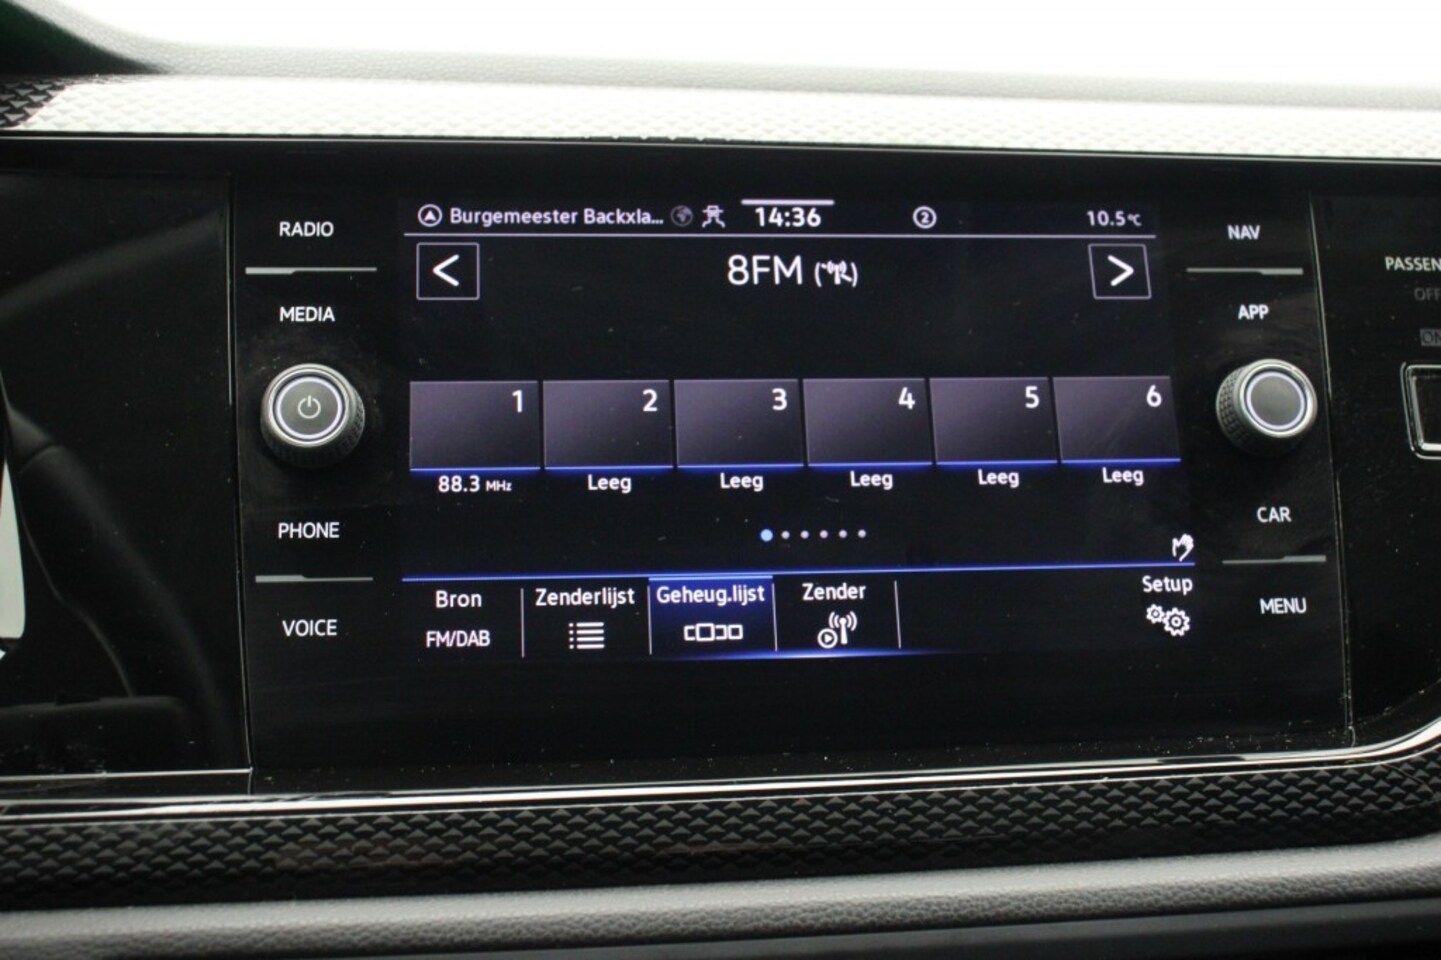 RADIO
MEDIA
PHONE
VOICE
Burgemeester Backxla... 14:36 2 10.5°C
< 8FM >
1 2 3 4 5 6
88.3 MHz Leeg Leeg Leeg Leeg Leeg
Bron Zenderlijst Geheug.lijst Zender Setup
FM/DAB
NAV
APP
CAR
MENU
PASSEN
OFF
ON